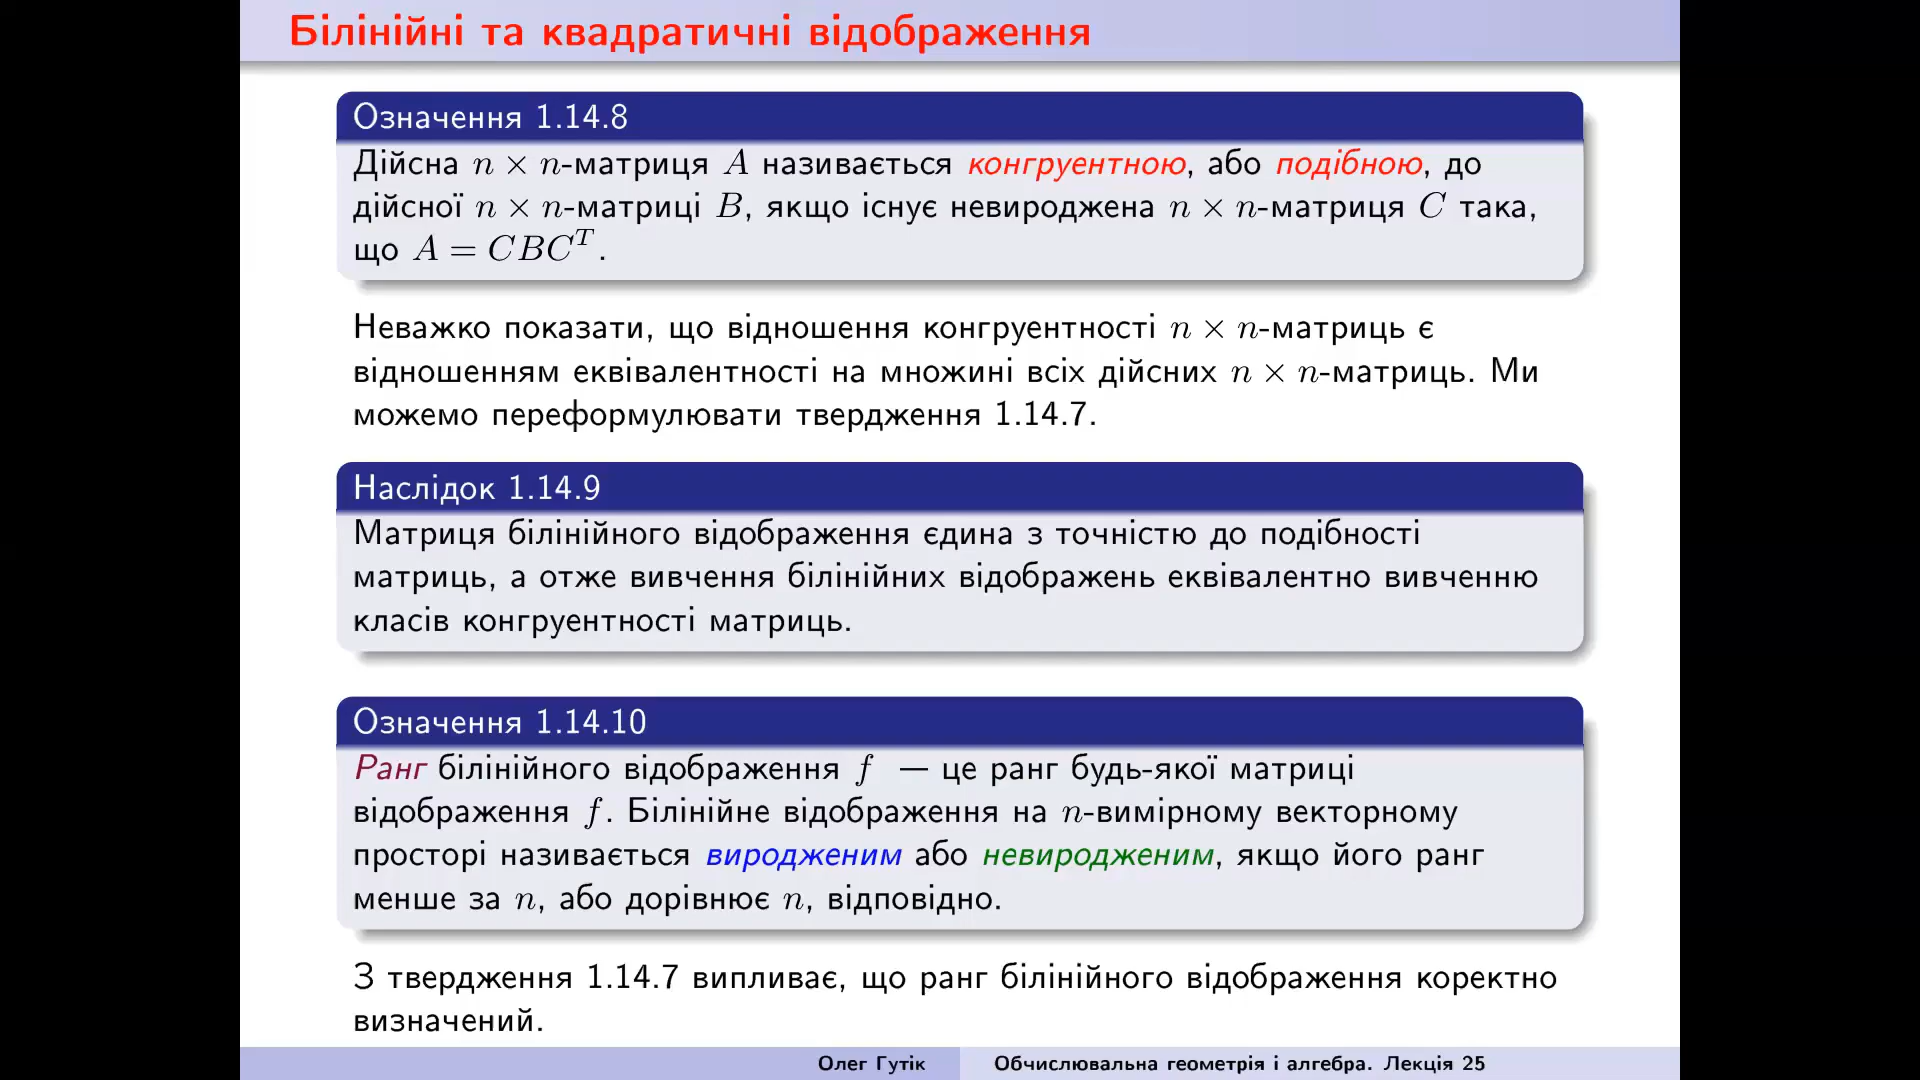 Білінійні та квадратичні відображення
Означення 1.14.8
Дійсна n × n-матриця A називається конгруентною, або подібною, до
дійсної n × n-матриці B, якщо існує невироджена n × n-матриця C така,
що A = CBCᵀ.
Неважко показати, що відношення конгруентності n × n-матриць є
відношенням еквівалентності на множині всіх дійсних n × n-матриць. Ми
можемо переформулювати твердження 1.14.7.
Наслідок 1.14.9
Матриця білінійного відображення єдина з точністю до подібності
матриць, а отже вивчення білінійних відображень еквівалентно вивченню
класів конгруентності матриць.
Означення 1.14.10
Ранг білінійного відображення f — це ранг будь-якої матриці
відображення f. Білінійне відображення на n-вимірному векторному
просторі називається виродженим або невиродженим, якщо його ранг
менше за n, або дорівнює n, відповідно.
З твердження 1.14.7 випливає, що ранг білінійного відображення коректно
визначений.
Олег Гутік Обчислювальна геометрія і алгебра. Лекція 25